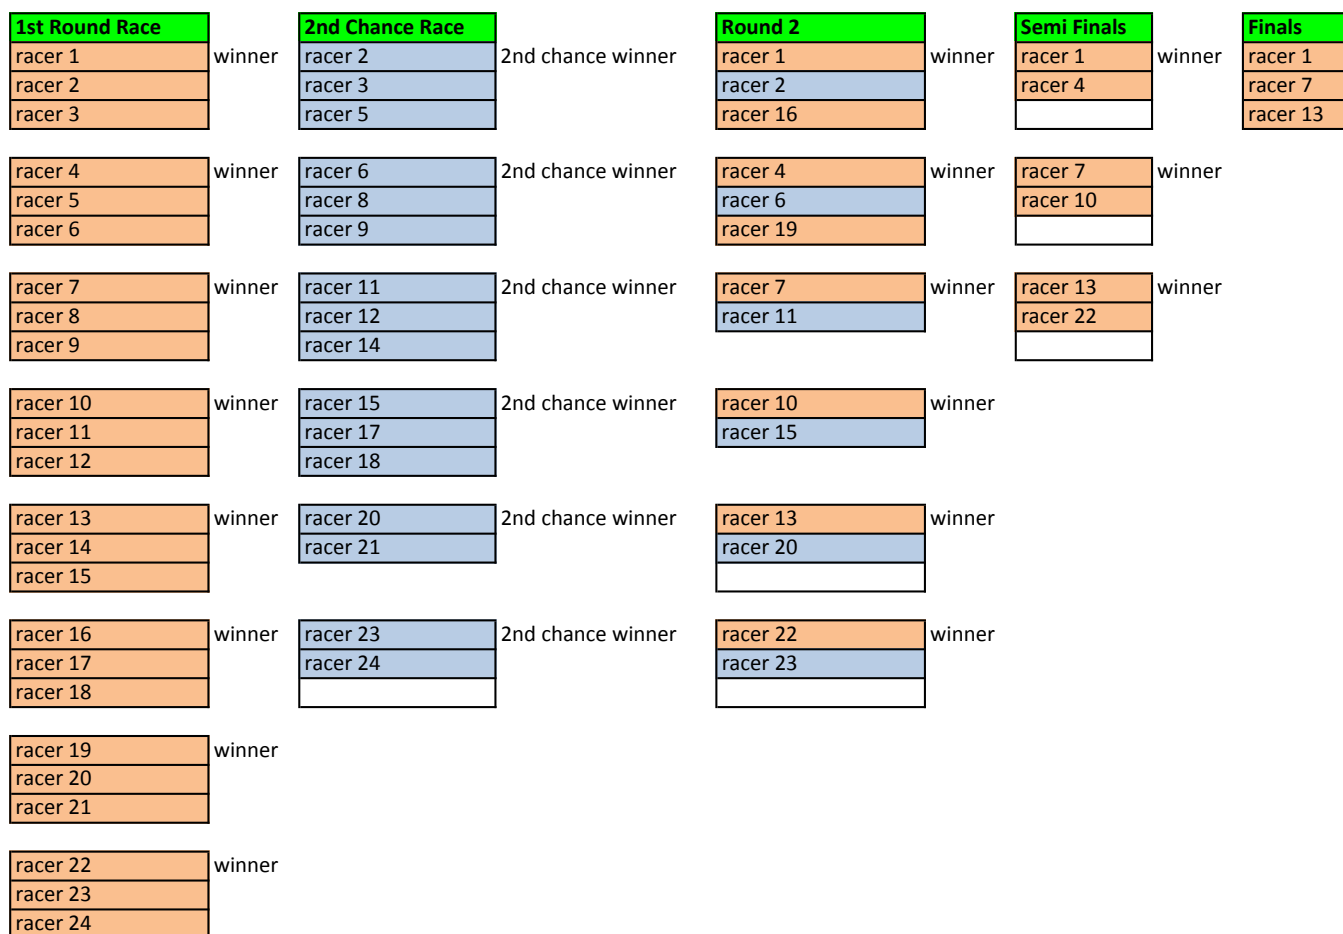 1st Round Race 2nd Chance Race Round 2 Semi Finals Finals
racer 1 winner racer 2 2nd chance winner racer 1 winner racer 1 winner racer 1
racer 2 racer 3 racer 2 racer 4 racer 7
racer 3 racer 5 racer 16 racer 13
racer 4 winner racer 6 2nd chance winner racer 4 winner racer 7 winner
racer 5 racer 8 racer 6 racer 10
racer 6 racer 9 racer 19
racer 7 winner racer 11 2nd chance winner racer 7 winner racer 13 winner
racer 8 racer 12 racer 11 racer 22
racer 9 racer 14
racer 10 winner racer 15 2nd chance winner racer 10 winner
racer 11 racer 17 racer 15
racer 12 racer 18
racer 13 winner racer 20 2nd chance winner racer 13 winner
racer 14 racer 21 racer 20
racer 15
racer 16 winner racer 23 2nd chance winner racer 22 winner
racer 17 racer 24 racer 23
racer 18
racer 19 winner
racer 20
racer 21
racer 22 winner
racer 23
racer 24